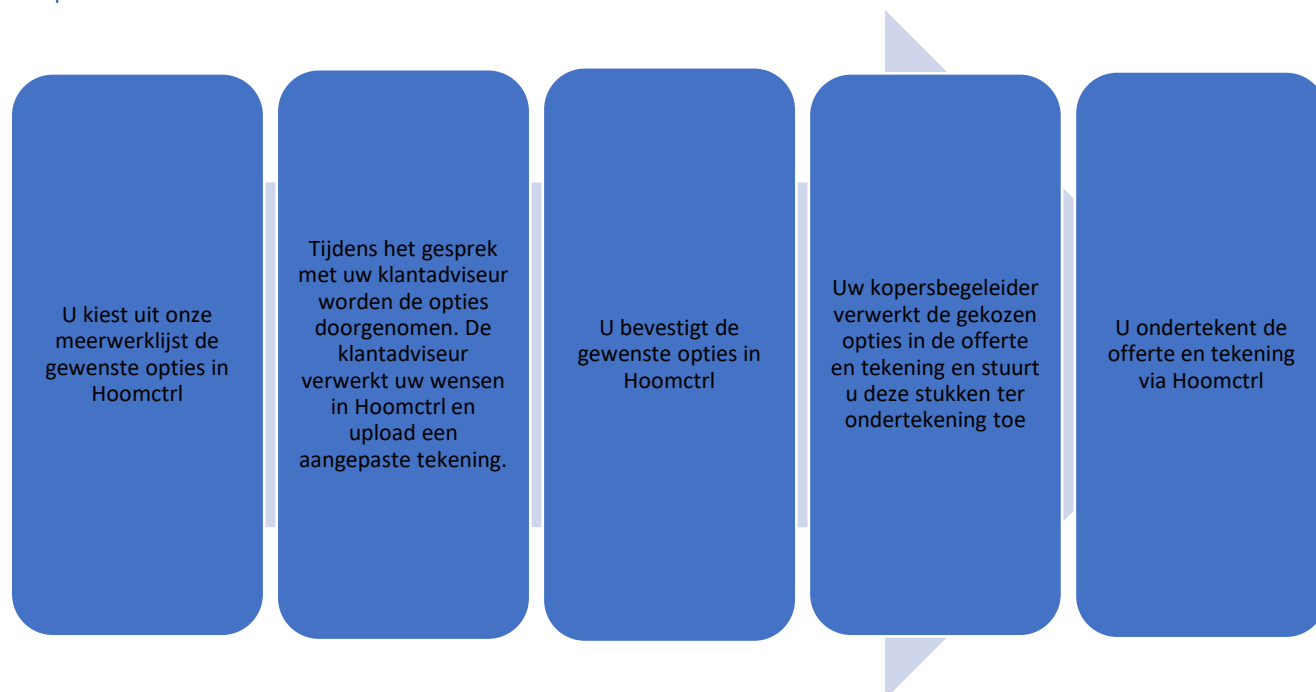 U kiest uit onze
meerwerklijst de
gewenste opties in
Hoomctrl
Tijdens het gesprek
met uw klantadviseur
worden de opties
doorgenomen. De
klantadviseur
verwerkt uw wensen
in Hoomctrl en
upload een
aangepaste tekening.
U bevestigt de
gewenste opties in
Hoomctrl
Uw kopersbegeleider
verwerkt de gekozen
opties in de offerte
en tekening en stuurt
u deze stukken ter
ondertekening toe
U ondertekent de
offerte en tekening
via Hoomctrl